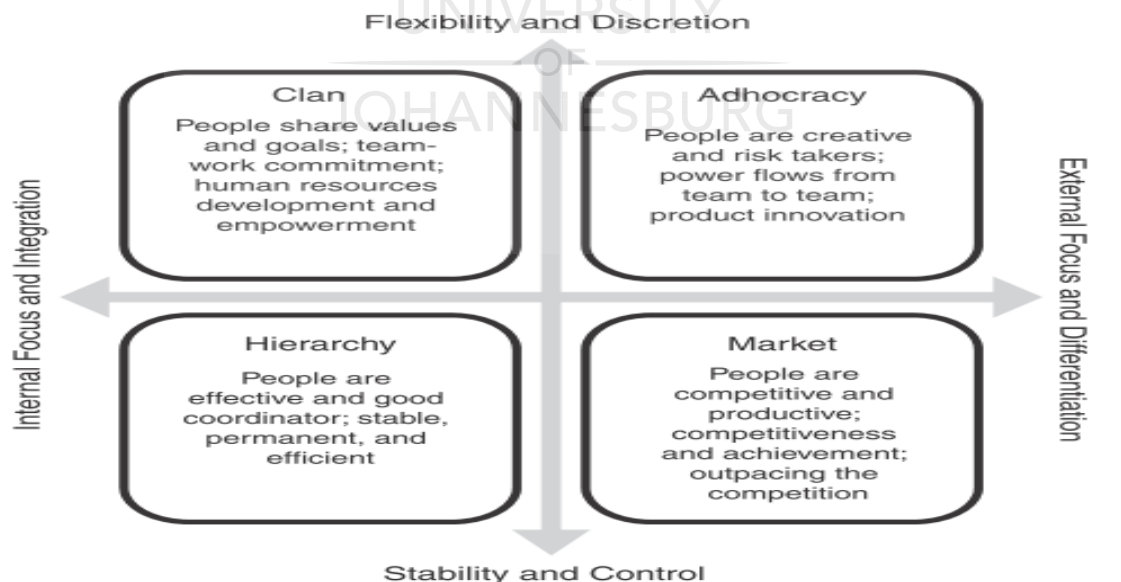 UNIVERSITY
Flexibility and Discretion
OF
JOHANNESBURG
Clan
People share values
and goals; team-
work commitment;
human resources
development and
empowerment
Adhocracy
People are creative
and risk takers;
power flows from
team to team;
product innovation
Internal Focus and Integration
External Focus and Differentiation
Hierarchy
People are
effective and good
coordinator; stable,
permanent, and
efficient
Market
People are
competitive and
productive;
competitiveness
and achievement;
outpacing the
competition
Stability and Control